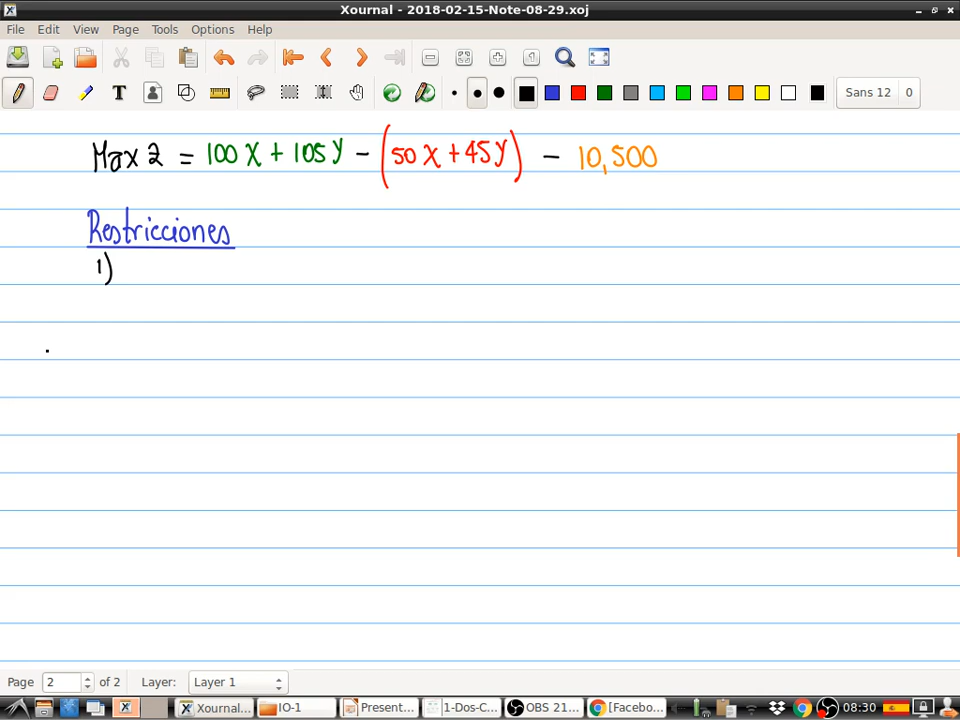 Xournal - 2018-02-15-Note-08-29.xoj
File Edit View Page Tools Options Help
Sans 12 0
Max Z = 100 X + 105 Y - (50 X + 45 Y) - 10,500
Restricciones
1)
Page 2 of 2 Layer: Layer 1
Xournal... IO-1 Present... 1-Dos-C... OBS 21... [Facebo... 08:30